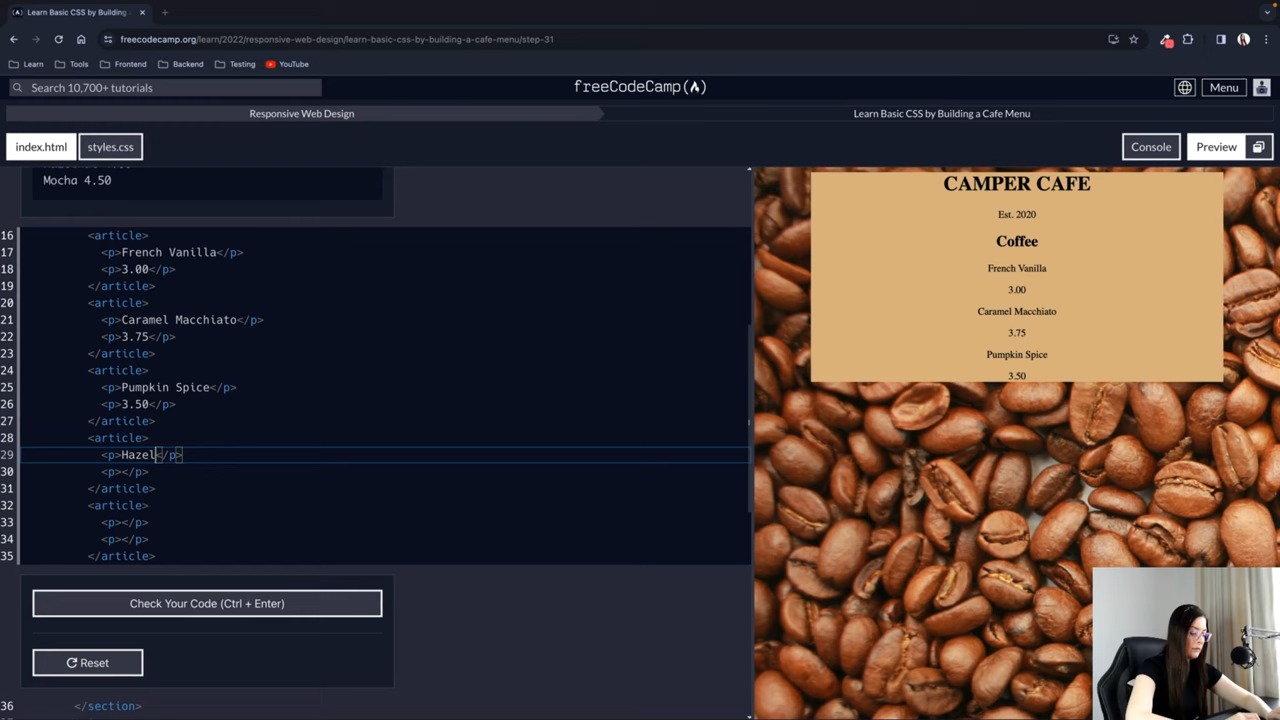 Learn Basic CSS by Building
freecodecamp.org/learn/2022/responsive-web-design/learn-basic-css-by-building-a-cafe-menu/step-31
Learn
Tools
Frontend
Backend
Testing
YouTube
Search 10,700+ tutorials
freeCodeCamp(🔥)
Menu
Responsive Web Design
Learn Basic CSS by Building a Cafe Menu
index.html
styles.css
Console
Preview
Mocha 4.50
16 <article>
17 <p>French Vanilla</p>
18 <p>3.00</p>
19 </article>
20 <article>
21 <p>Caramel Macchiato</p>
22 <p>3.75</p>
23 </article>
24 <article>
25 <p>Pumpkin Spice</p>
26 <p>3.50</p>
27 </article>
28 <article>
29 <p>Hazel</p>
30 <p></p>
31 </article>
32 <article>
33 <p></p>
34 <p></p>
35 </article>
Check Your Code (Ctrl + Enter)
Reset
36 </section>
CAMPER CAFE
Est. 2020
Coffee
French Vanilla
3.00
Caramel Macchiato
3.75
Pumpkin Spice
3.50